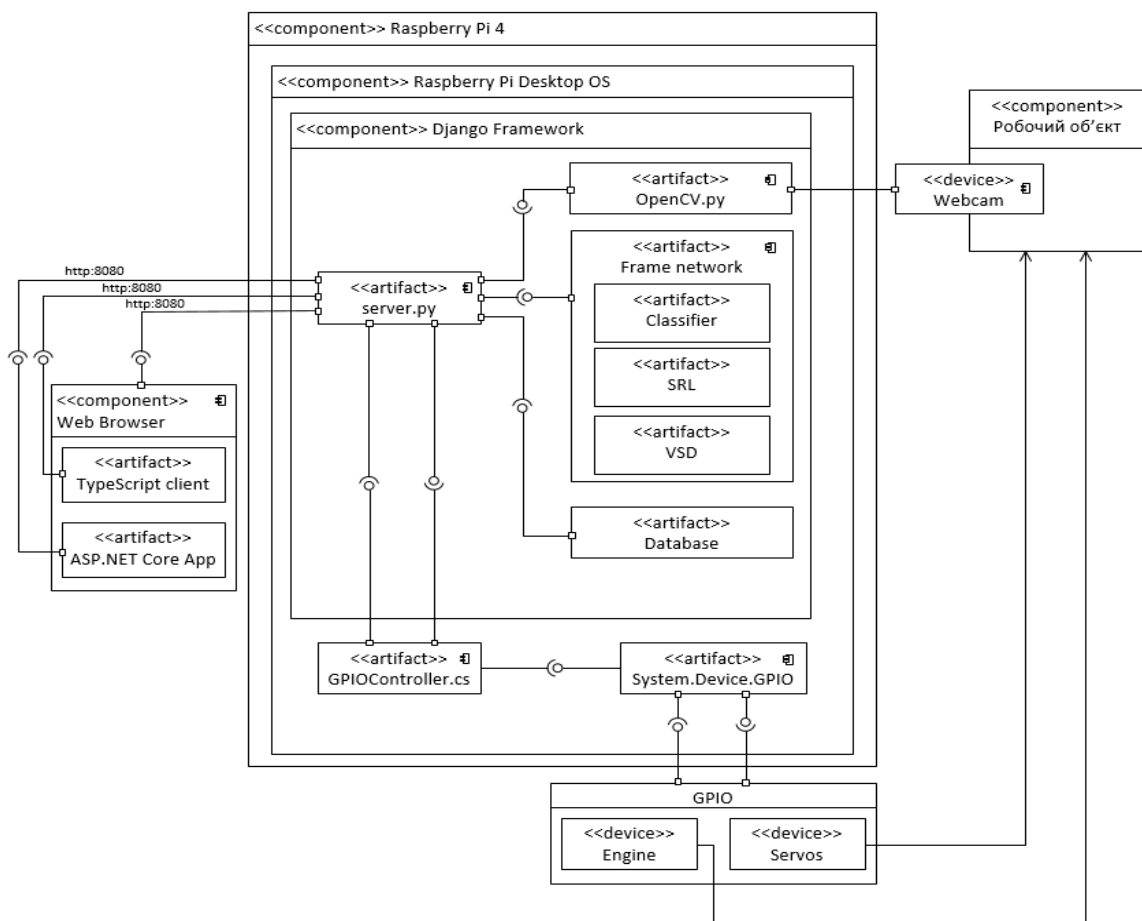 <<component>> Raspberry Pi 4
<<component>> Raspberry Pi Desktop OS
<<component>> Django Framework
<<artifact>>
OpenCV.py
<<device>>
Webcam
<<component>>
Робочий об’єкт
<<artifact>>
Frame network
<<artifact>>
Classifier
<<artifact>>
SRL
<<artifact>>
VSD
<<artifact>>
server.py
http:8080
http:8080
http:8080
<<component>>
Web Browser
<<artifact>>
TypeScript client
<<artifact>>
ASP.NET Core App
<<artifact>>
Database
<<artifact>>
GPIOController.cs
<<artifact>>
System.Device.GPIO
GPIO
<<device>>
Engine
<<device>>
Servos